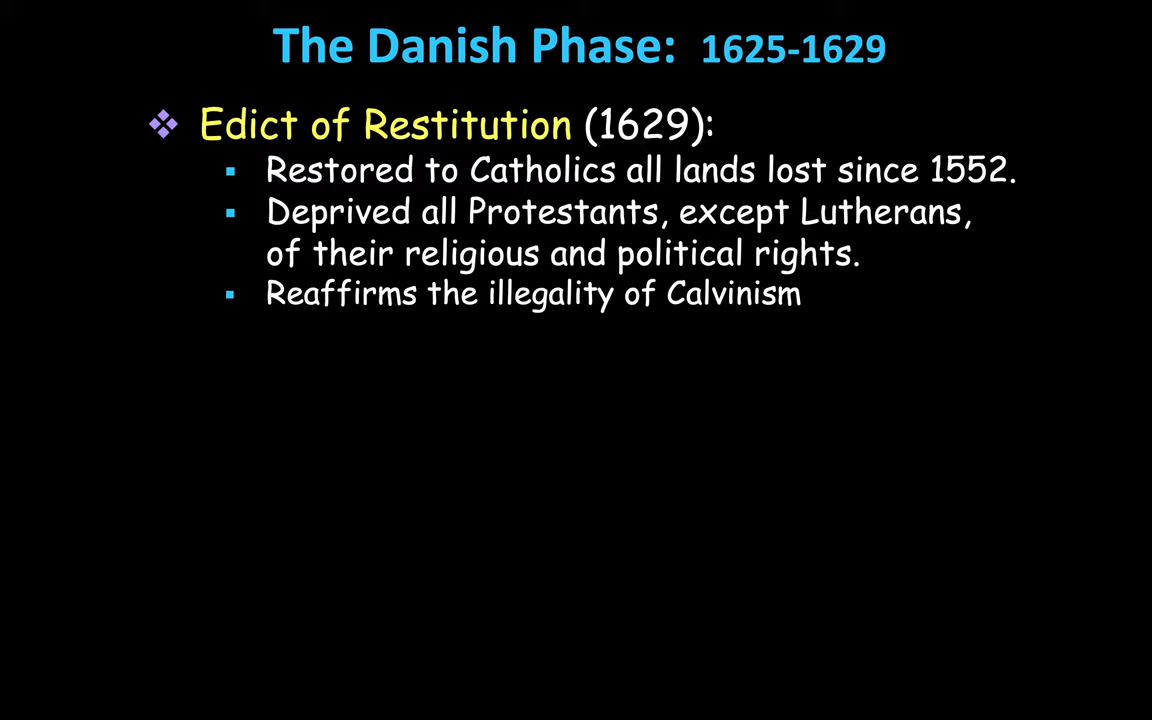 The Danish Phase: 1625-1629
Edict of Restitution (1629):
Restored to Catholics all lands lost since 1552.
Deprived all Protestants, except Lutherans,
of their religious and political rights.
Reaffirms the illegality of Calvinism